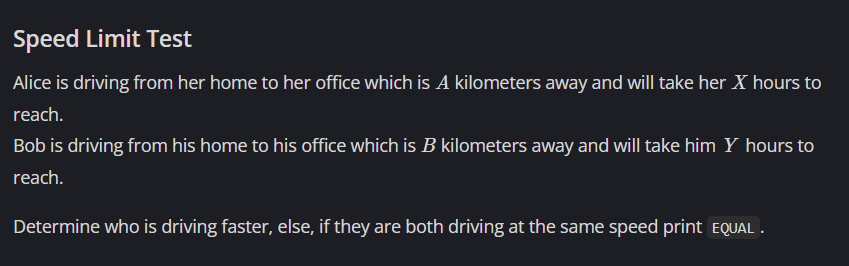 Speed Limit Test
Alice is driving from her home to her office which is A kilometers away and will take her X hours to
reach.
Bob is driving from his home to his office which is B kilometers away and will take him Y hours to
reach.
Determine who is driving faster, else, if they are both driving at the same speed print EQUAL.